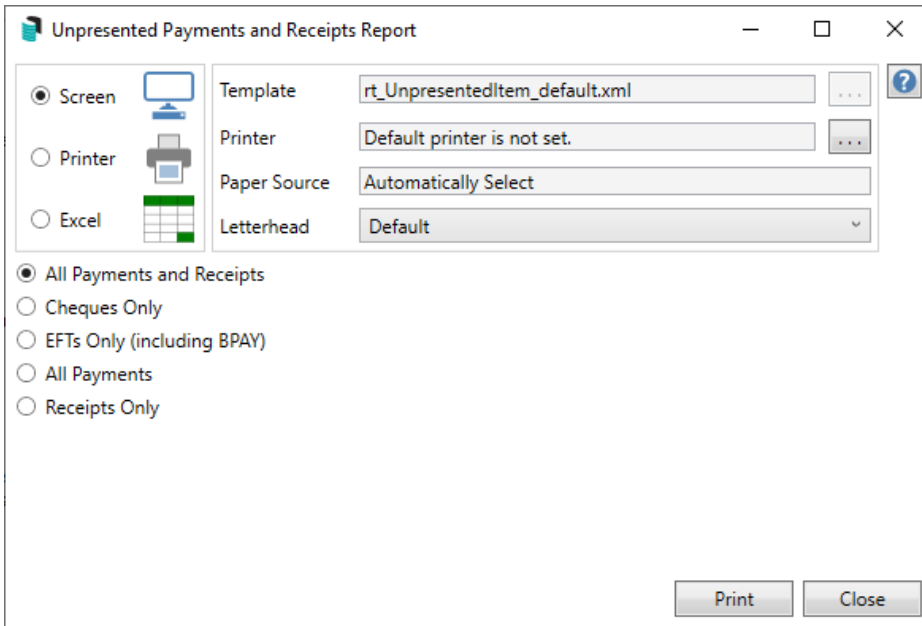 Unpresented Payments and Receipts Report
Screen
Printer
Excel
Template rt_UnpresentedItem_default.xml ...
Printer Default printer is not set. ...
Paper Source Automatically Select
Letterhead Default
?
All Payments and Receipts
Cheques Only
EFTs Only (including BPAY)
All Payments
Receipts Only
Print Close